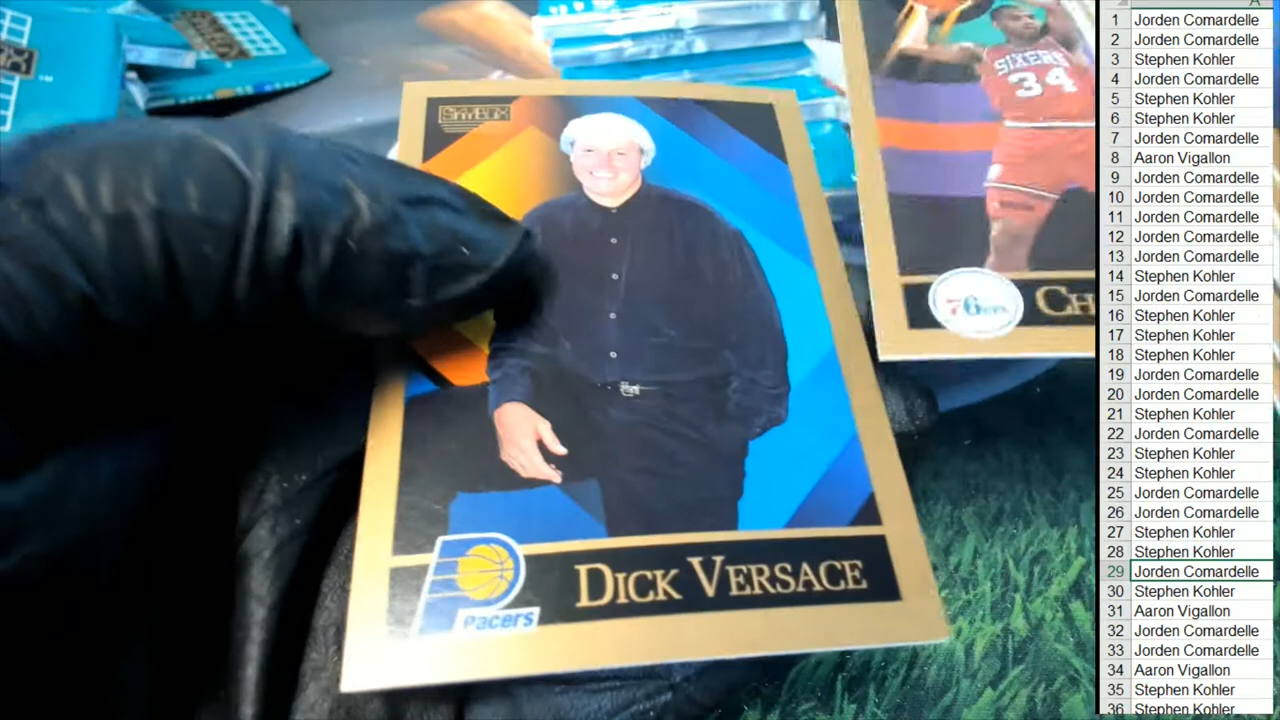 SKYBOX
DICK VERSACE
Pacers
SIXERS
34
76ERS
CH
A
1 Jorden Comardelle
2 Jorden Comardelle
3 Stephen Kohler
4 Jorden Comardelle
5 Stephen Kohler
6 Stephen Kohler
7 Jorden Comardelle
8 Aaron Vigallon
9 Jorden Comardelle
10 Jorden Comardelle
11 Jorden Comardelle
12 Jorden Comardelle
13 Jorden Comardelle
14 Stephen Kohler
15 Jorden Comardelle
16 Stephen Kohler
17 Stephen Kohler
18 Stephen Kohler
19 Jorden Comardelle
20 Jorden Comardelle
21 Stephen Kohler
22 Jorden Comardelle
23 Stephen Kohler
24 Stephen Kohler
25 Jorden Comardelle
26 Jorden Comardelle
27 Stephen Kohler
28 Stephen Kohler
29 Jorden Comardelle
30 Stephen Kohler
31 Aaron Vigallon
32 Jorden Comardelle
33 Jorden Comardelle
34 Aaron Vigallon
35 Stephen Kohler
36 Stephen Kohler